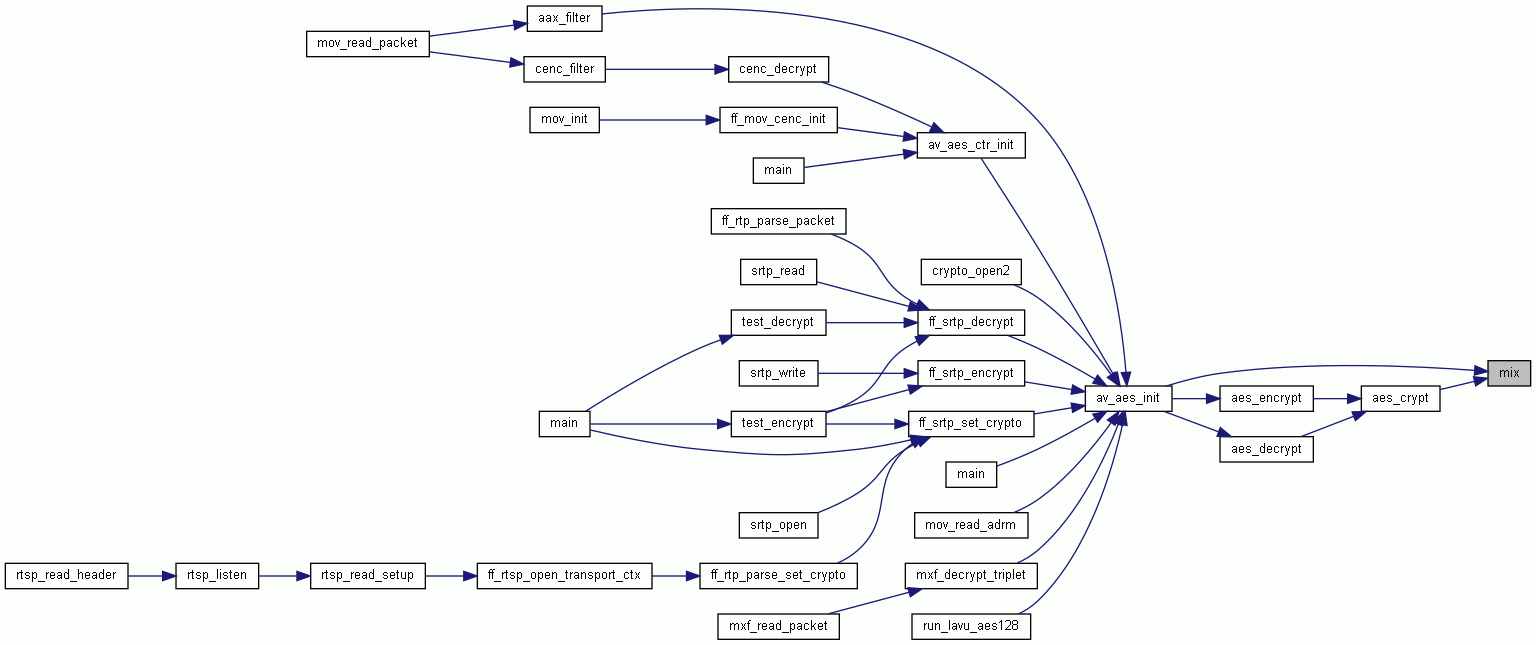 aax_filter
mov_read_packet
cenc_filter
cenc_decrypt
mov_init
ff_mov_cenc_init
av_aes_ctr_init
main
ff_rtp_parse_packet
srtp_read
crypto_open2
test_decrypt
ff_srtp_decrypt
srtp_write
ff_srtp_encrypt
mix
av_aes_init
aes_encrypt
aes_crypt
main
test_encrypt
ff_srtp_set_crypto
aes_decrypt
main
srtp_open
mov_read_adrm
rtsp_read_header
rtsp_listen
rtsp_read_setup
ff_rtsp_open_transport_ctx
ff_rtp_parse_set_crypto
mxf_decrypt_triplet
mxf_read_packet
run_lavu_aes128